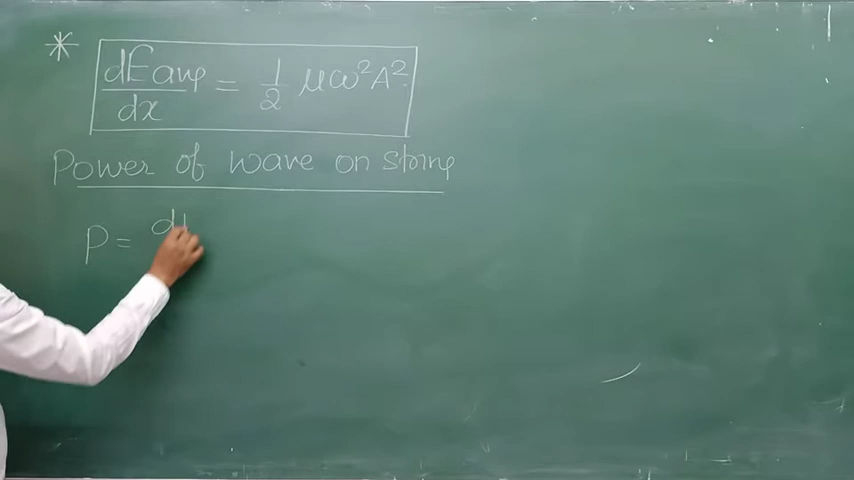 * dEavg/dx = 1/2 μω²A²
Power of wave on string
P = d